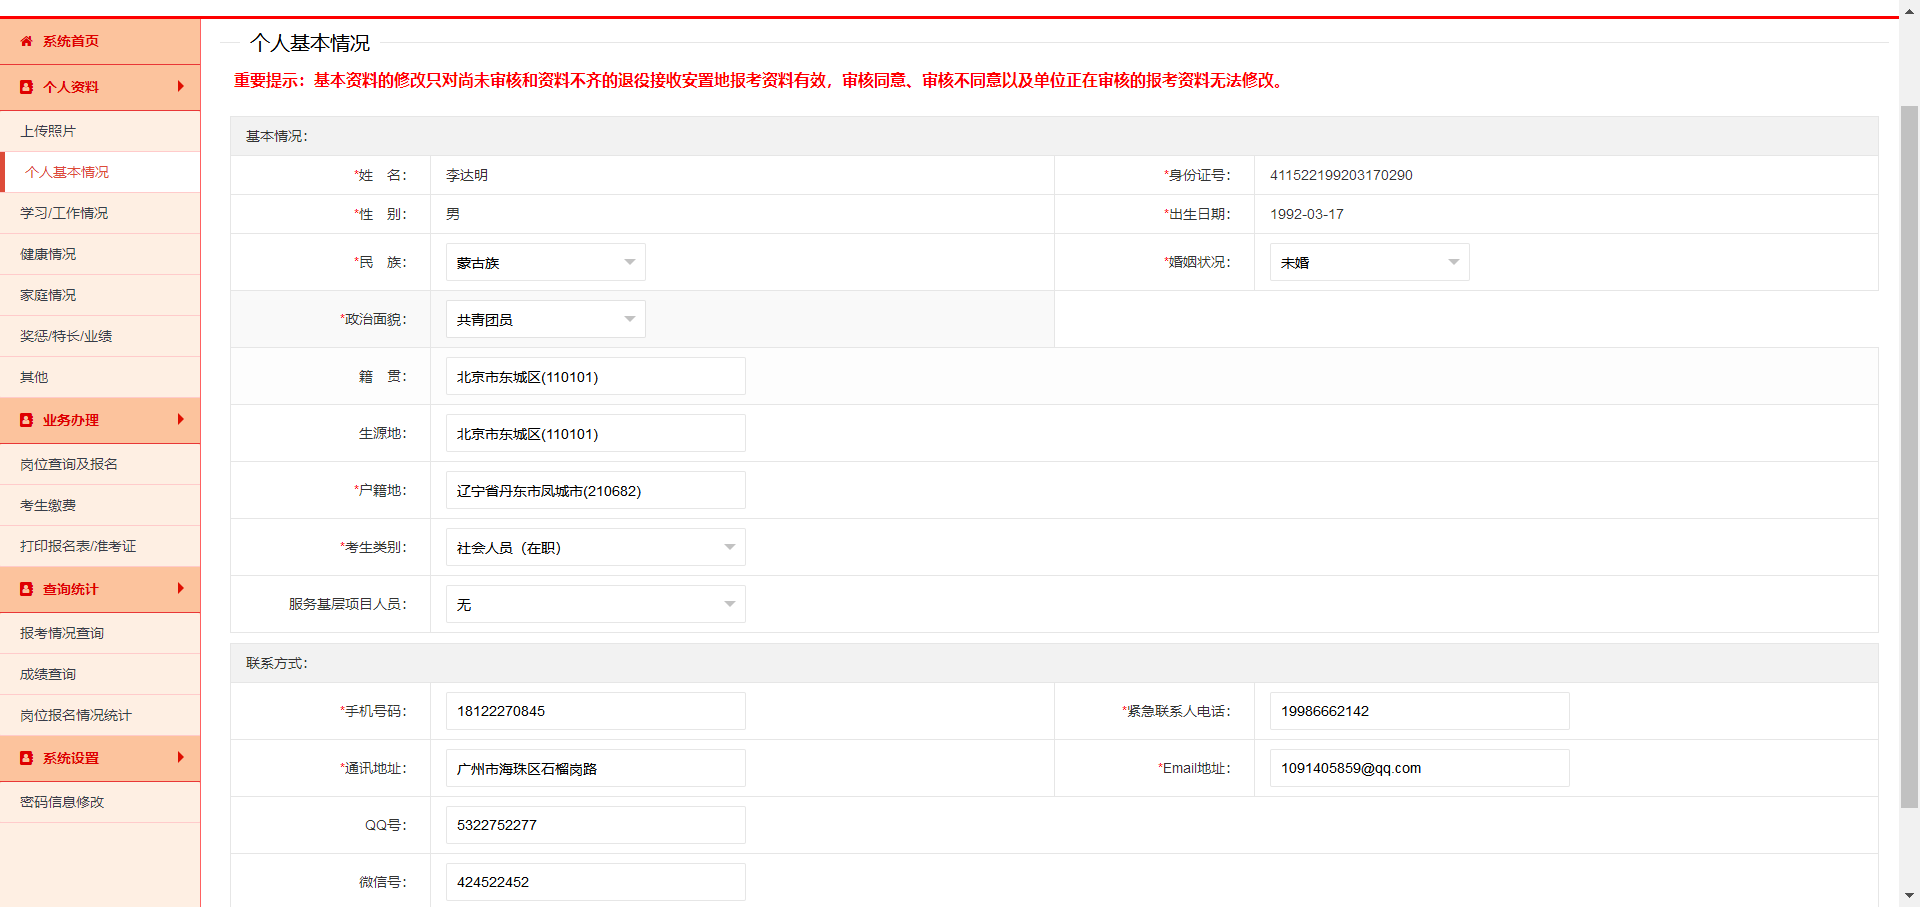 系统首页
个人资料
上传照片
个人基本情况
学习/工作情况
健康情况
家庭情况
奖惩/特长/业绩
其他
业务办理
岗位查询及报名
考生缴费
打印报名表/准考证
查询统计
报考情况查询
成绩查询
岗位报名情况统计
系统设置
密码信息修改
个人基本情况
重要提示：基本资料的修改只对尚未审核和资料不齐的退役接收安置地报考资料有效，审核同意、审核不同意以及单位正在审核的报考资料无法修改。
基本情况：
*姓 名： 李达明 *身份证号： 411522199203170290
*性 别： 男 *出生日期： 1992-03-17
*民 族： 蒙古族 *婚姻状况： 未婚
*政治面貌： 共青团员
籍 贯： 北京市东城区(110101)
生源地： 北京市东城区(110101)
*户籍地： 辽宁省丹东市凤城市(210682)
*考生类别： 社会人员（在职）
服务基层项目人员： 无
联系方式：
*手机号码： 18122270845 *紧急联系人电话： 19986662142
*通讯地址： 广州市海珠区石榴岗路 *Email地址： 1091405859@qq.com
QQ号： 5322752277
微信号： 424522452